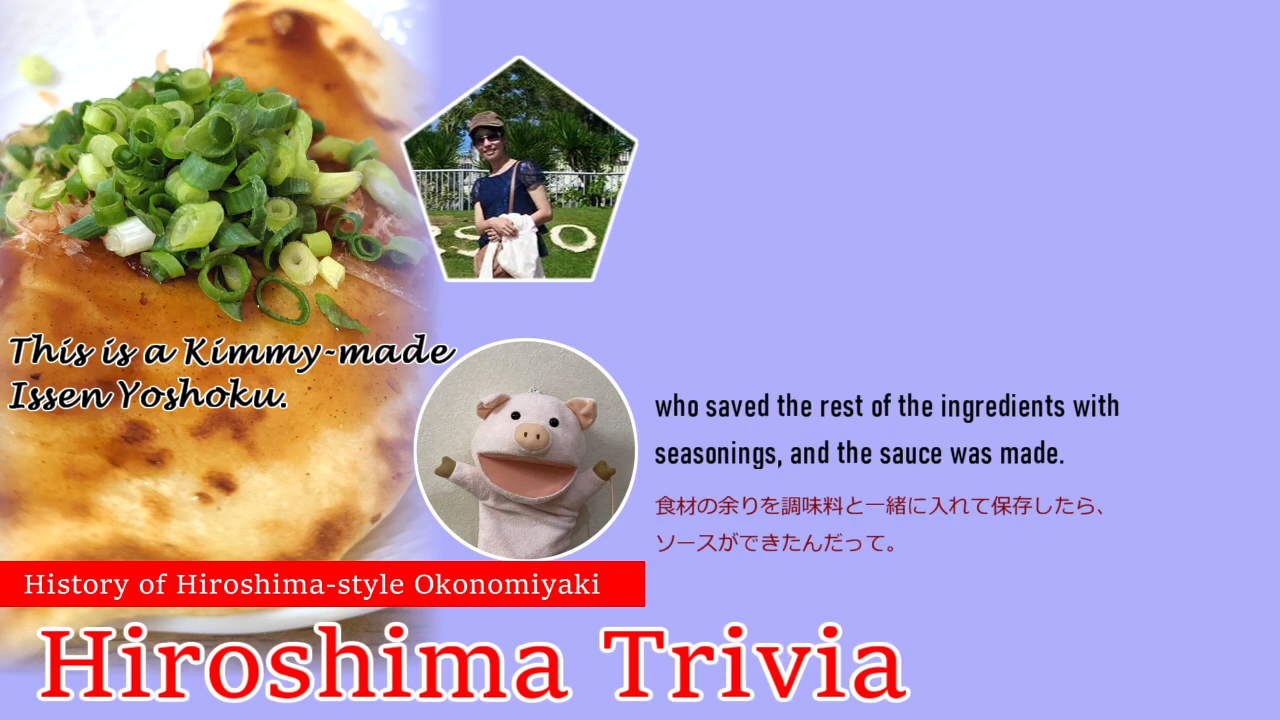 This is a Kimmy-made
Issen Yoshoku.
who saved the rest of the ingredients with
seasonings, and the sauce was made.
食材の余りを調味料と一緒に入れて保存したら、
ソースができたんだって。
History of Hiroshima-style Okonomiyaki
Hiroshima Trivia